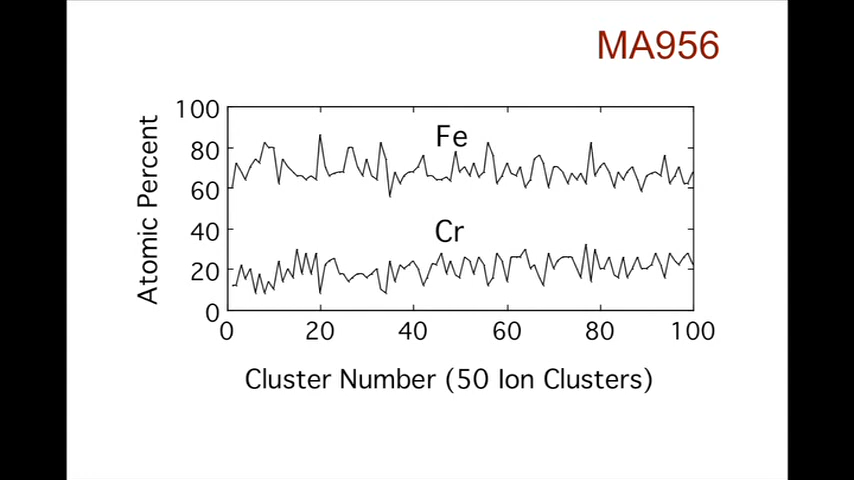 MA956
Atomic Percent
100
80
60
40
20
0
Fe
Cr
0 20 40 60 80 100
Cluster Number (50 Ion Clusters)